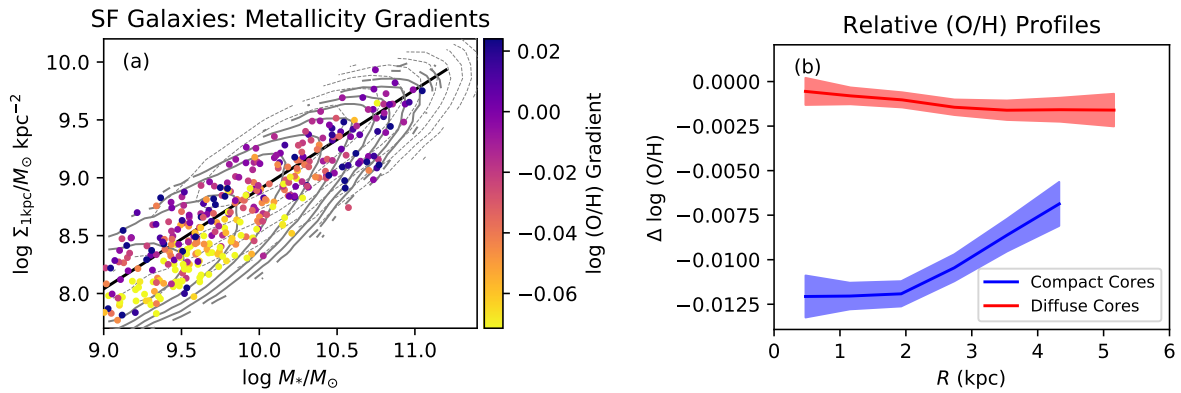 SF Galaxies: Metallicity Gradients
(a)
log Σ1kpc/M⊙ kpc−2
10.0
9.5
9.0
8.5
8.0
9.0 9.5 10.0 10.5 11.0
log M*/M⊙
0.02
0.00
−0.02
−0.04
−0.06
log (O/H) Gradient
Relative (O/H) Profiles
(b)
Δ log (O/H)
0.0000
−0.0025
−0.0050
−0.0075
−0.0100
−0.0125
Compact Cores
Diffuse Cores
0 1 2 3 4 5 6
R (kpc)